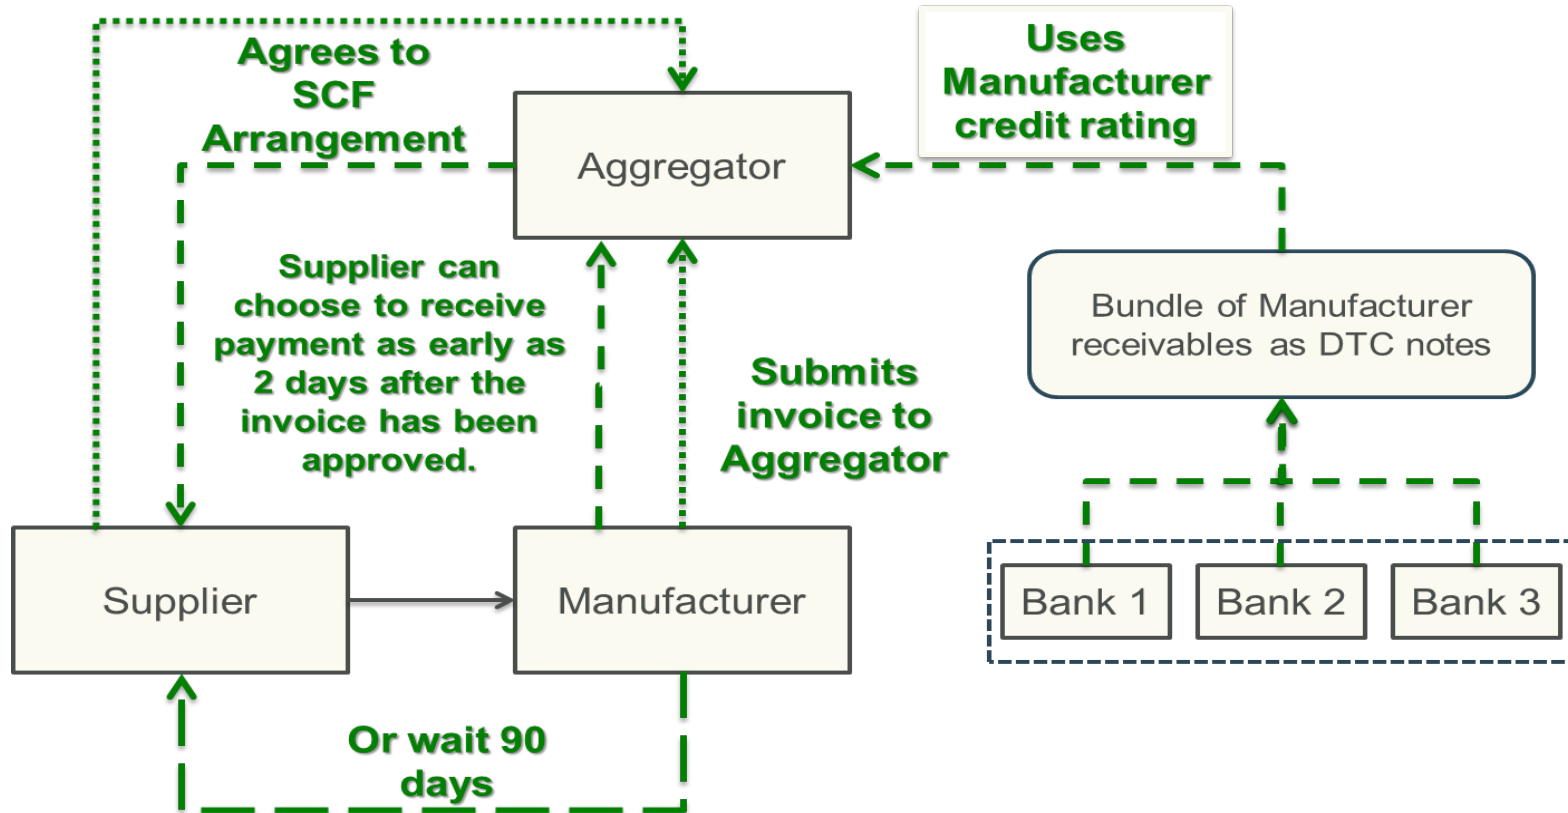 Agrees to
SCF
Arrangement
Uses
Manufacturer
credit rating
Aggregator
Supplier can
choose to receive
payment as early as
2 days after the
invoice has been
approved.
Submits
invoice to
Aggregator
Bundle of Manufacturer
receivables as DTC notes
Supplier
Manufacturer
Bank 1
Bank 2
Bank 3
Or wait 90
days